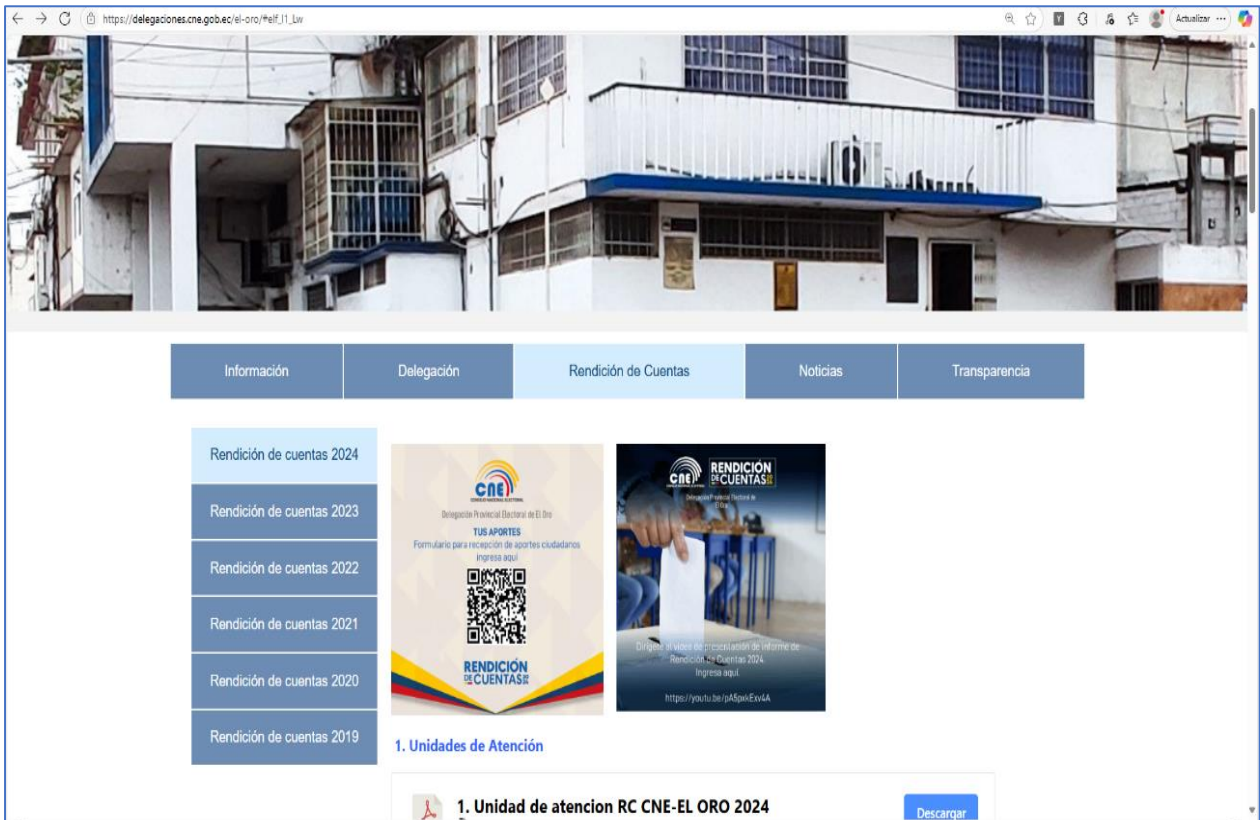 https://delegaciones.cne.gob.ec/el-oro/#elf_l1_Lw
Actualizar
Información
Delegación
Rendición de Cuentas
Noticias
Transparencia
Rendición de cuentas 2024
Rendición de cuentas 2023
Rendición de cuentas 2022
Rendición de cuentas 2021
Rendición de cuentas 2020
Rendición de cuentas 2019
CNE
CONSEJO NACIONAL ELECTORAL
Delegación Provincial Electoral de El Oro
TUS APORTES
Formulario para recepción de aportes ciudadanos
Ingresa aquí
RENDICIÓN
DE CUENTAS
CNE
RENDICIÓN
DE CUENTAS
Delegación Provincial Electoral de
El Oro
Dirígete al video de presentación de informe de
Rendición de Cuentas 2024.
Ingresa aquí.
https://youtu.be/pA5pxkExv4A
1. Unidades de Atención
1. Unidad de atencion RC CNE-EL ORO 2024
Descargar